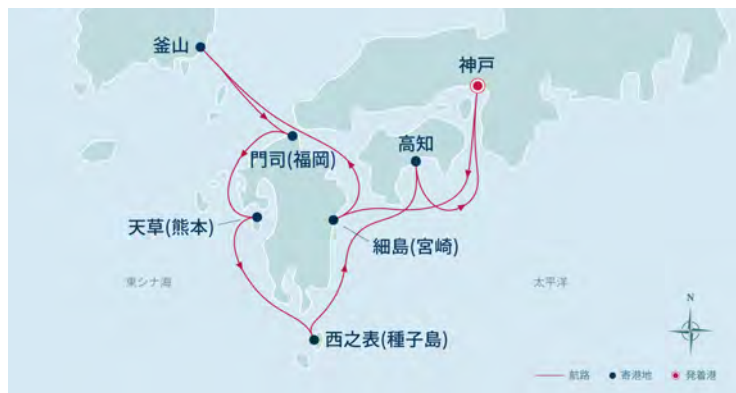 釜山
神戸
高知
門司(福岡)
天草(熊本)
細島(宮崎)
東シナ海
太平洋
N
西之表(種子島)
航路
寄港地
発着港